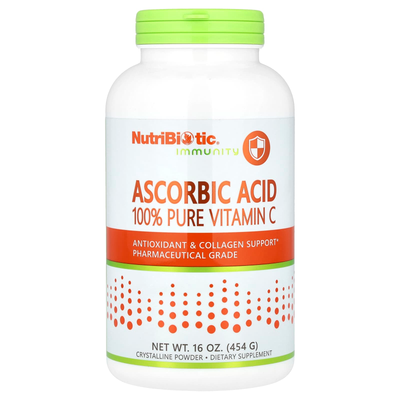 NutriBiotic®
immunity
ASCORBIC ACID
100% PURE VITAMIN C
ANTIOXIDANT & COLLAGEN SUPPORT*
PHARMACEUTICAL GRADE
NET WT. 16 OZ. (454 G)
CRYSTALLINE POWDER • DIETARY SUPPLEMENT